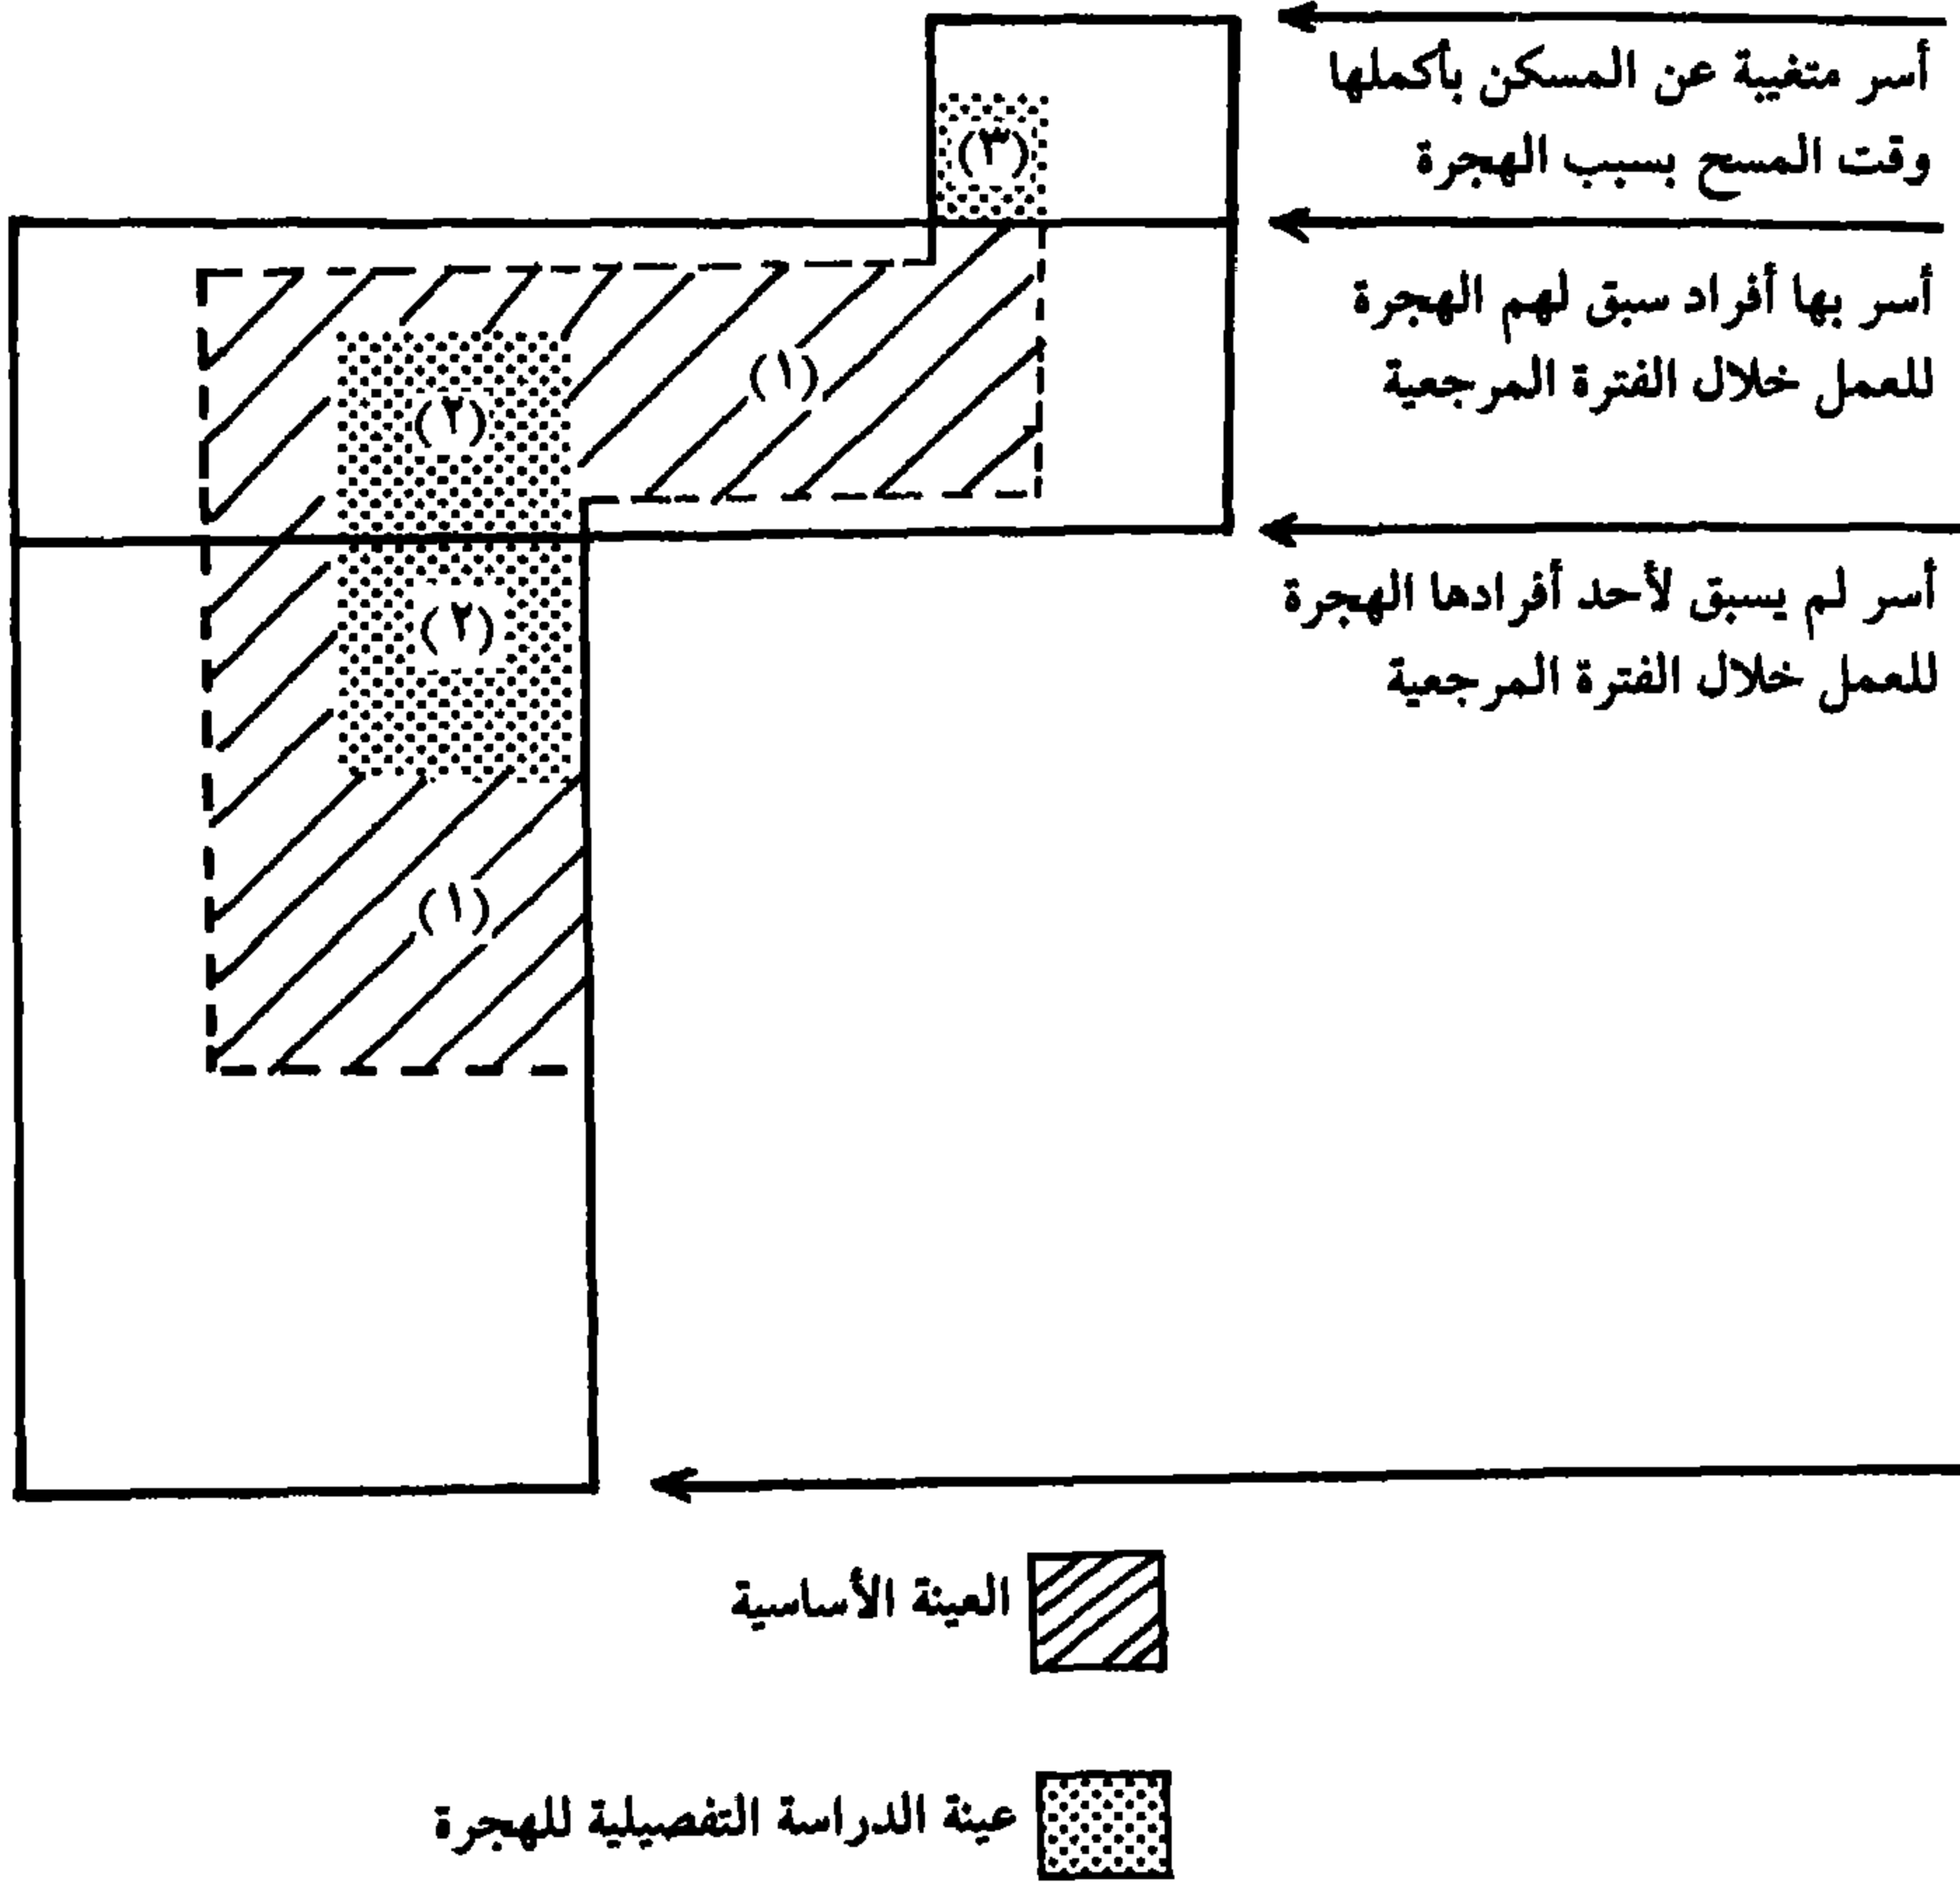 أسر متغيبة عن المسكن بأكملها
وقت المسح بسبب الهجرة
(٣)
أسر بها أفراد سبق لهم الهجرة
للعمل خلال الفترة المرجعية
(١)
(٢)
أسر لم يسبق لأحد أفرادها الهجرة
للعمل خلال الفترة المرجعية
(٢)
(١)
العينة الأساسية
عينة الدراسة التفصيلية للهجرة